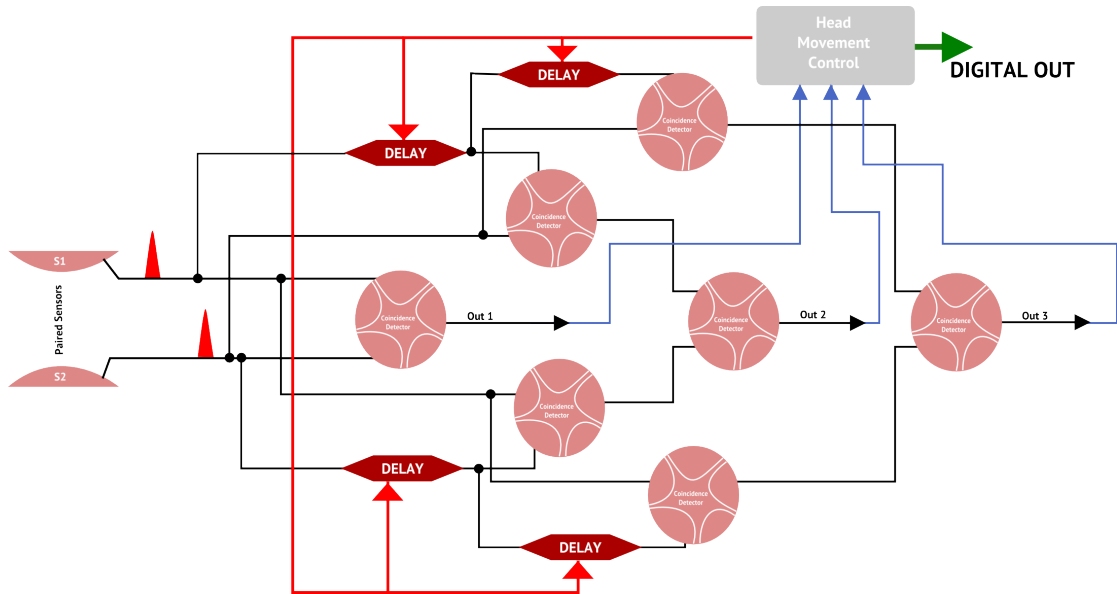 Head
Movement
Control
DIGITAL OUT
DELAY
Coincidence
Detector
DELAY
Coincidence
Detector
S1
Paired Sensors
S2
Coincidence
Detector
Out 1
Coincidence
Detector
Out 2
Coincidence
Detector
Out 3
Coincidence
Detector
DELAY
Coincidence
Detector
DELAY